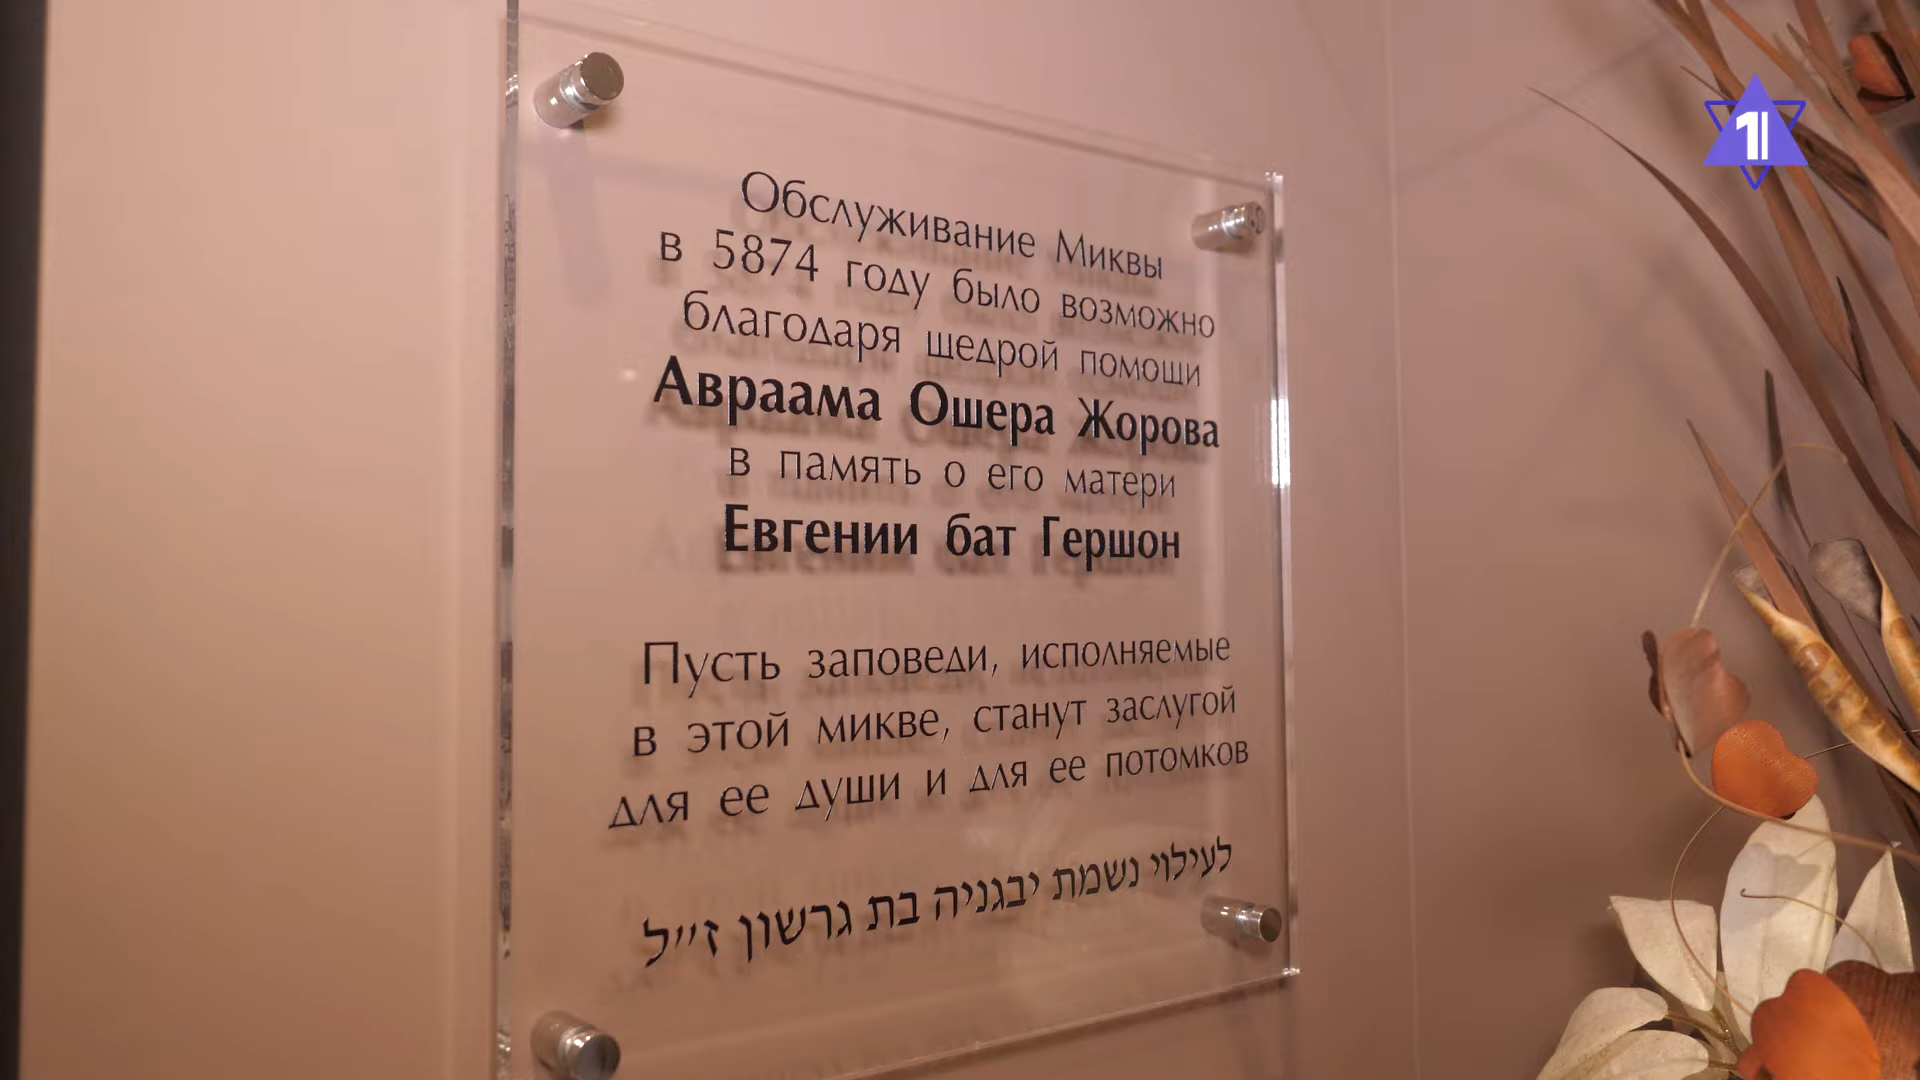 Обслуживание Миквы
в 5874 году было возможно
благодаря щедрой помощи
Авраама Ошера Жорова
в память о его матери
Евгении бат Гершон
Пусть заповеди, исполняемые
в этой микве, станут заслугой
для ее души и для ее потомков
לעילוי נשמת יבגניה בת גרשון ז''ל
1